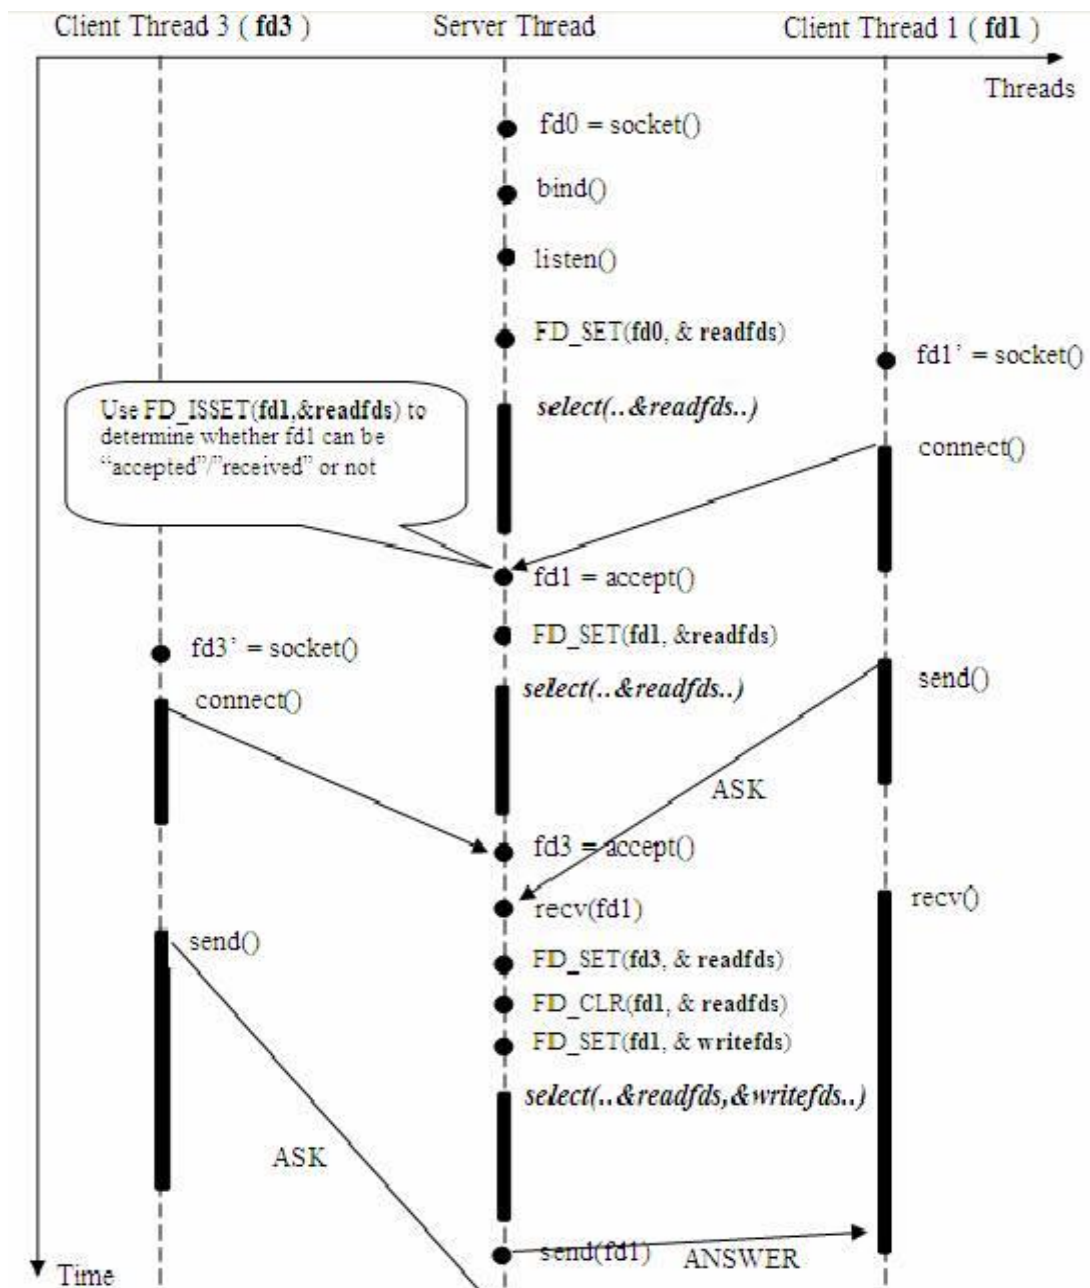 Client Thread 3 ( fd3 )
Server Thread
Client Thread 1 ( fd1 )
Threads
fd0 = socket()
bind()
listen()
FD_SET(fd0, & readfds)
fd1’ = socket()
Use FD_ISSET(fd1,&readfds) to
determine whether fd1 can be
“accepted”/”received” or not
select(..&readfds..)
connect()
fd1 = accept()
FD_SET(fd1, &readfds)
fd3’ = socket()
select(..&readfds..)
send()
connect()
ASK
fd3 = accept()
recv(fd1)
recv()
send()
FD_SET(fd3, & readfds)
FD_CLR(fd1, & readfds)
FD_SET(fd1, & writefds)
select(..&readfds,&writefds..)
ASK
send(fd1)
ANSWER
Time